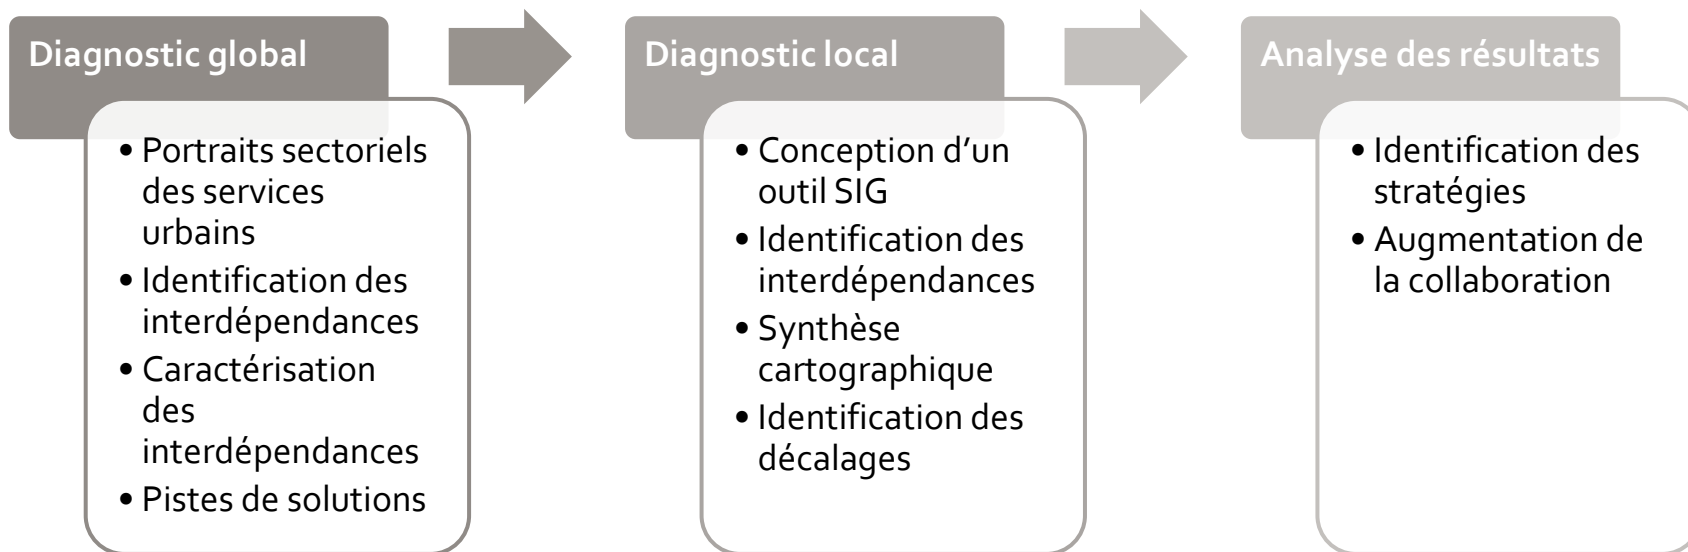 Diagnostic global
• Portraits sectoriels
des services
urbains
• Identification des
interdépendances
• Caractérisation
des
interdépendances
• Pistes de solutions
Diagnostic local
• Conception d’un
outil SIG
• Identification des
interdépendances
• Synthèse
cartographique
• Identification des
décalages
Analyse des résultats
• Identification des
stratégies
• Augmentation de
la collaboration